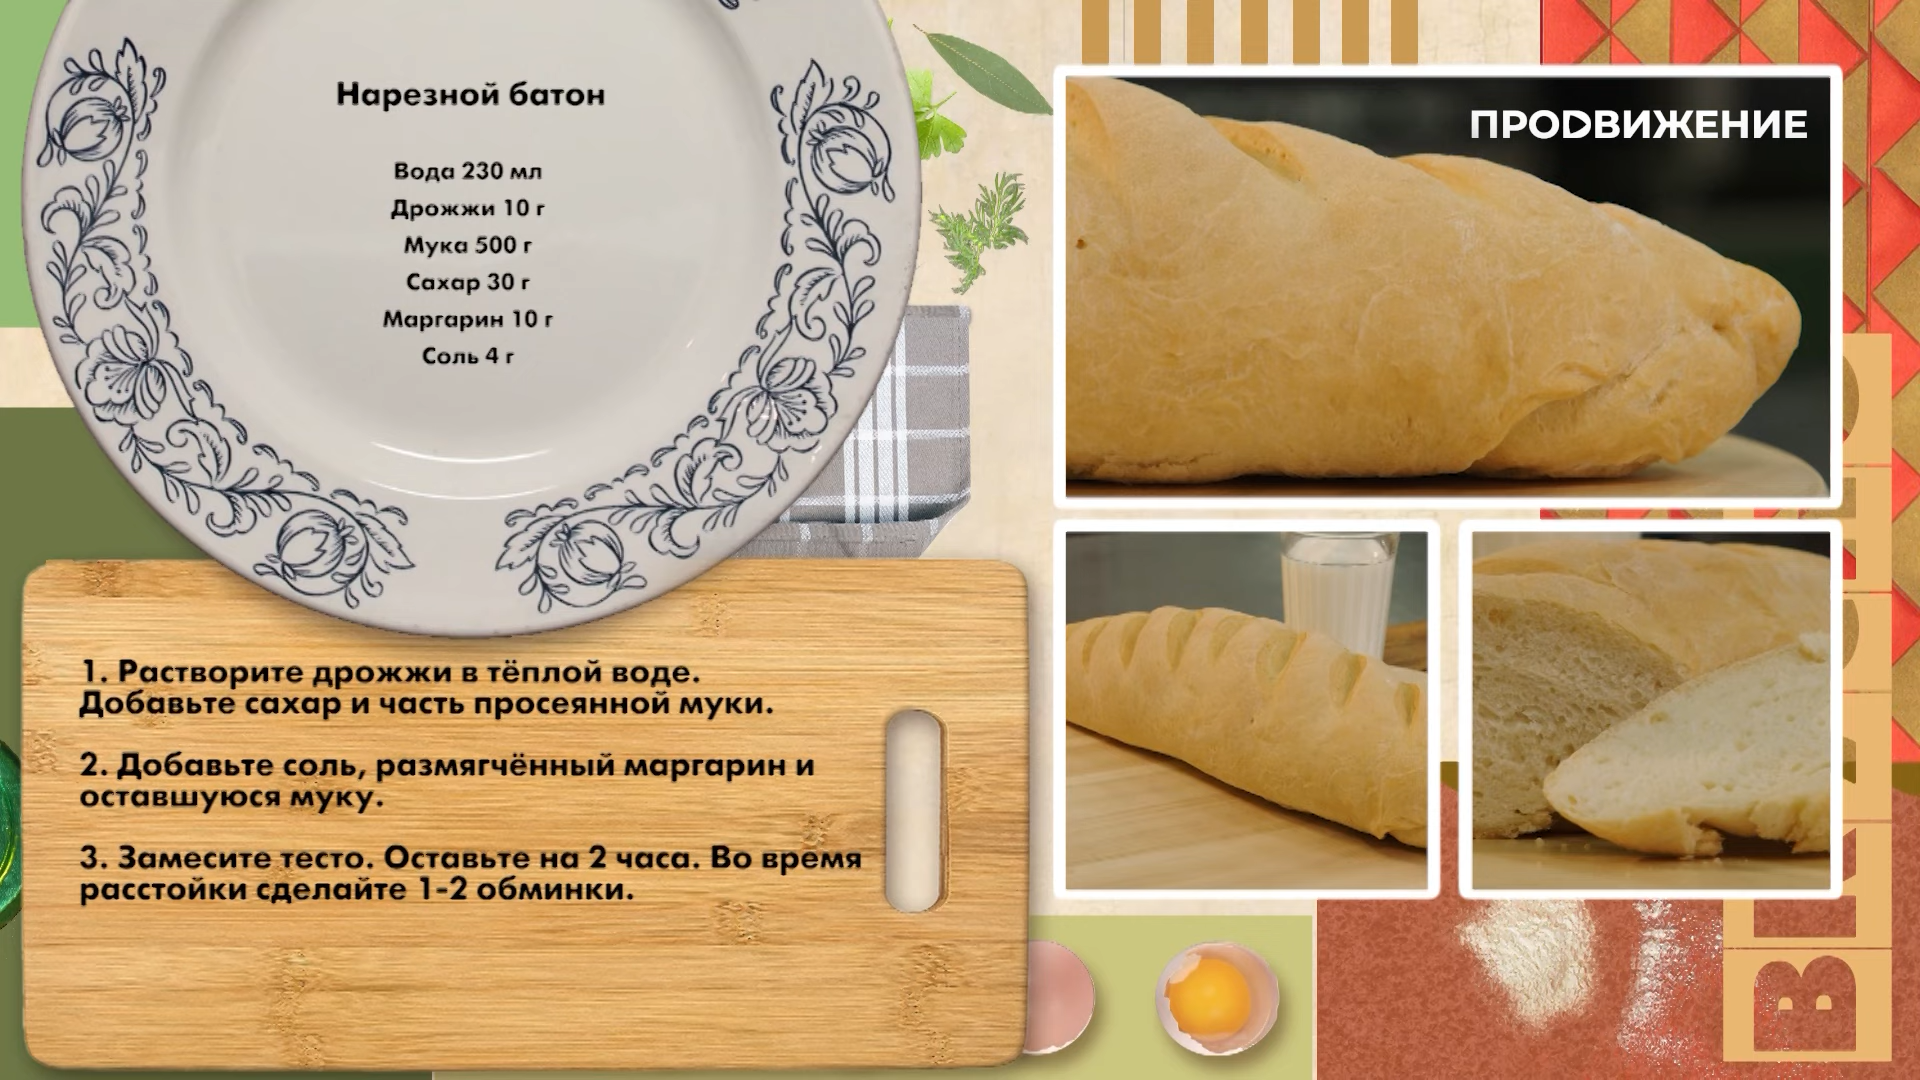 Нарезной батон
Вода 230 мл
Дрожжи 10 г
Мука 500 г
Сахар 30 г
Маргарин 10 г
Соль 4 г
1. Растворите дрожжи в тёплой воде.
Добавьте сахар и часть просеянной муки.
2. Добавьте соль, размягчённый маргарин и
оставшуюся муку.
3. Замесите тесто. Оставьте на 2 часа. Во время
расстойки сделайте 1-2 обминки.
ПРОDВИЖЕНИЕ